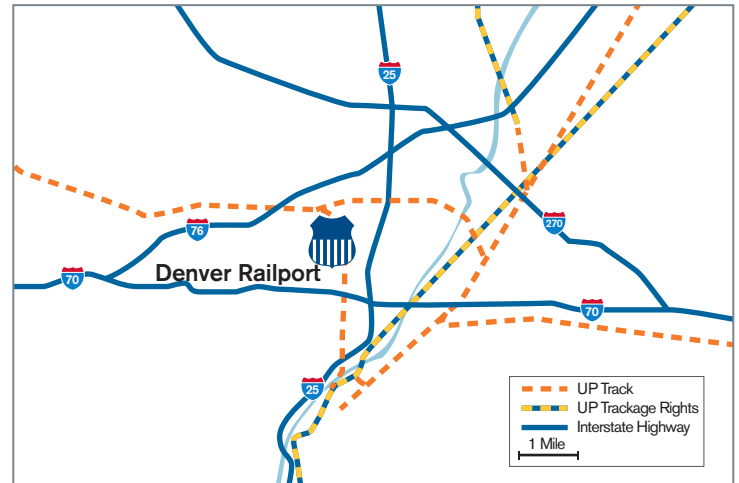 25
76
270
Denver Railport
70
70
25
UP Track
UP Trackage Rights
Interstate Highway
1 Mile